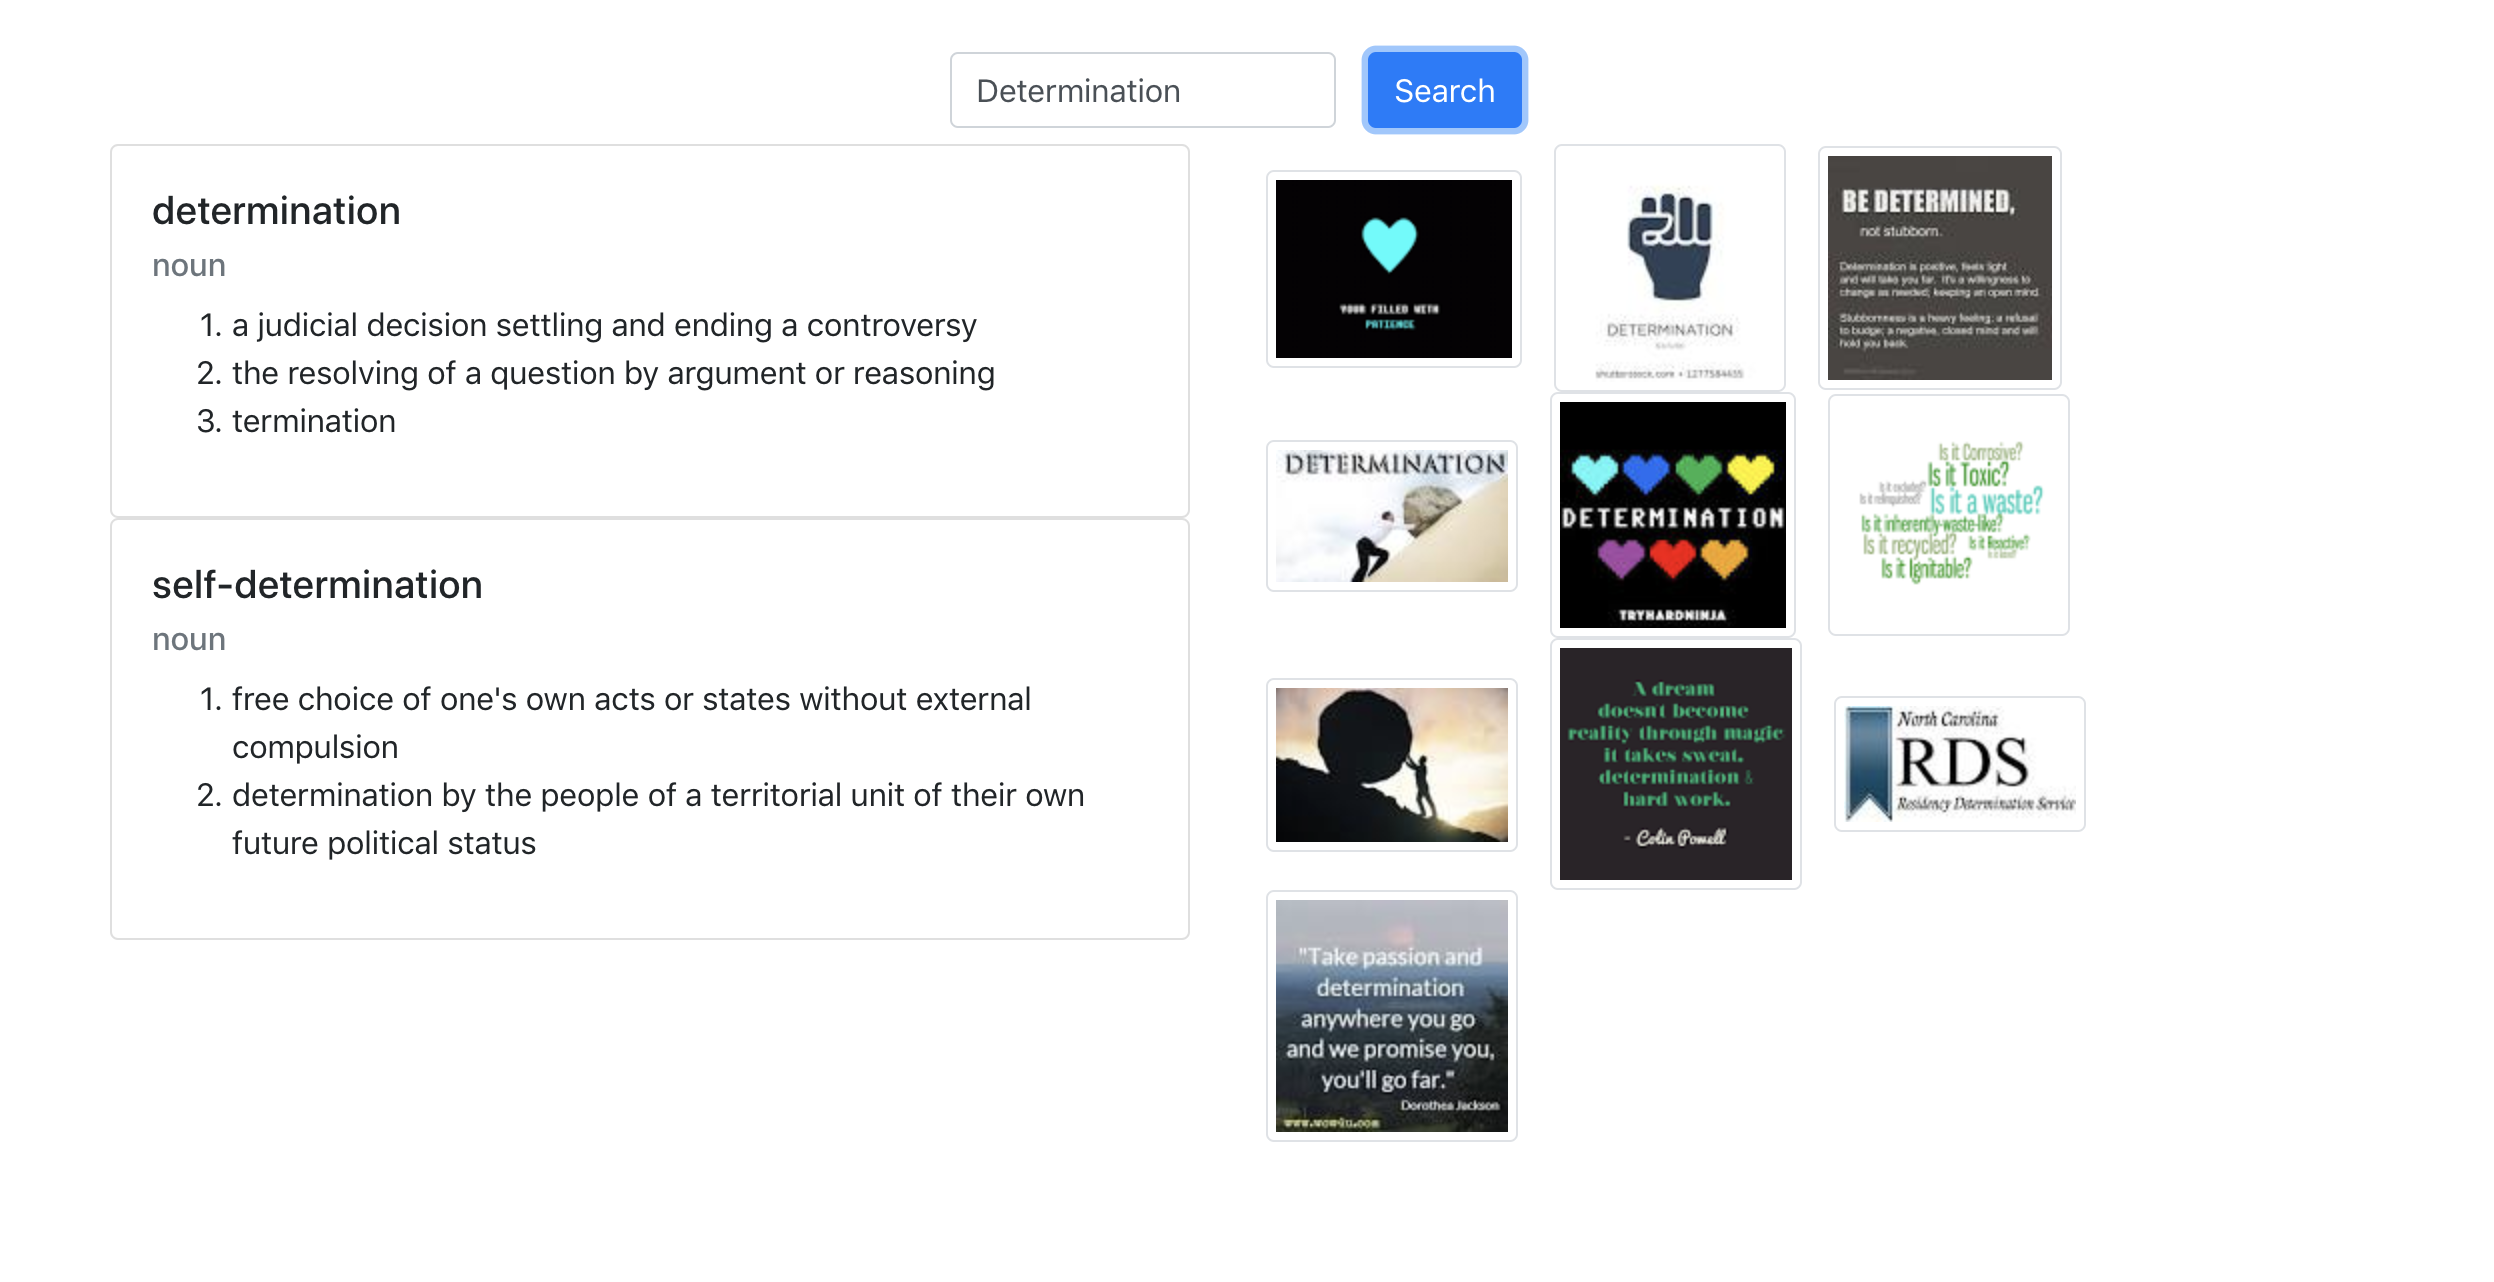 Determination
Search
determination
noun
1. a judicial decision settling and ending a controversy
2. the resolving of a question by argument or reasoning
3. termination
self-determination
noun
1. free choice of one's own acts or states without external
compulsion
2. determination by the people of a territorial unit of their own
future political status
YOUR FILLED WITH
PATIENCE
DETERMINATION
shutterstock.com • 1277584435
BE DETERMINED,
not stubborn.
Determination is positive, feels light
and will take you far. It's a willingness to
change as needed; keeping an open mind.
Stubbornness is a heavy feeling; a refusal
to budge; a negative, closed mind and will
hold you back.
DETERMINATION
DETERMINATION
TRYHARDNINJA
Is it Corrosive?
Is it Toxic?
Is it excluded?
Is it relinquished?
Is it a waste?
Is it inherently-waste-like?
Is it recycled?
Is it Reactive?
Is it Ignitable?
A dream
doesn't become
reality through magic
it takes sweat,
determination &
hard work.
- Colin Powell
North Carolina
RDS
Residency Determination Service
"Take passion and
determination
anywhere you go
and we promise you,
you'll go far."
Dorothea Jackson
www.wow4u.com